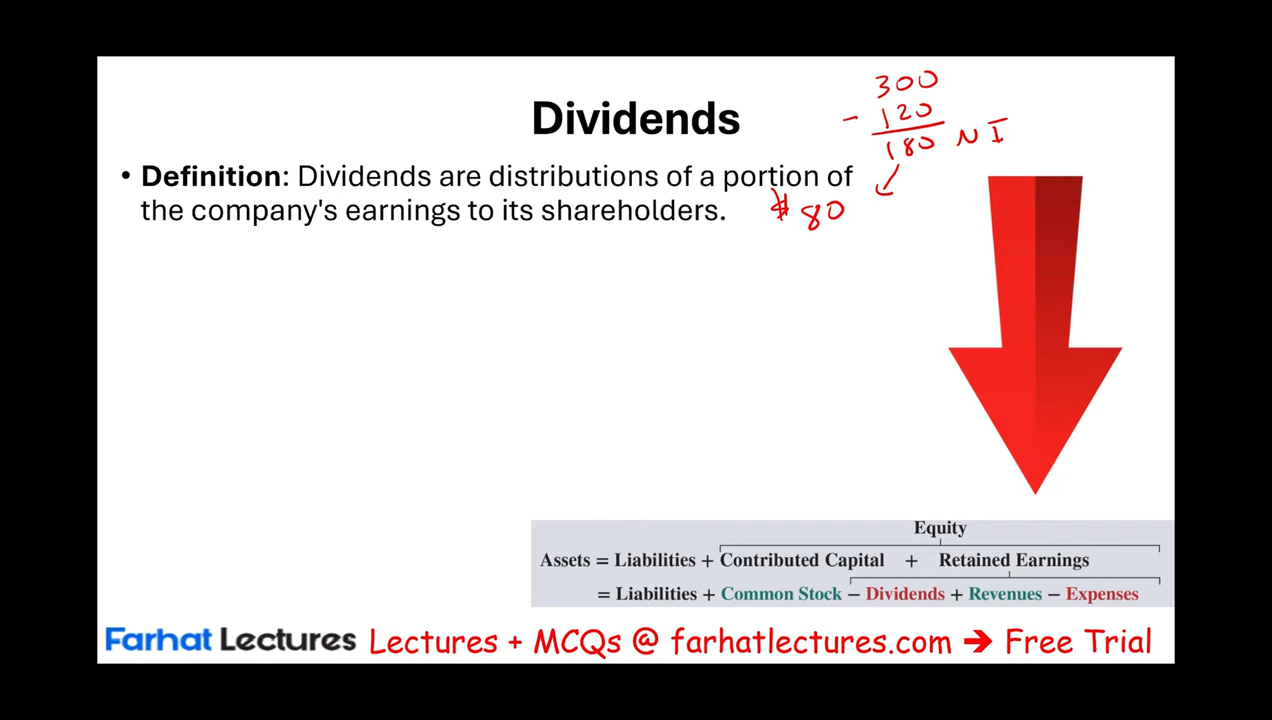 300
Dividends
- 120
180 NI
• Definition: Dividends are distributions of a portion of
the company's earnings to its shareholders.
$ 80
Equity
Assets = Liabilities + Contributed Capital + Retained Earnings
= Liabilities + Common Stock − Dividends + Revenues − Expenses
Farhat Lectures Lectures + MCQs @ farhatlectures.com → Free Trial